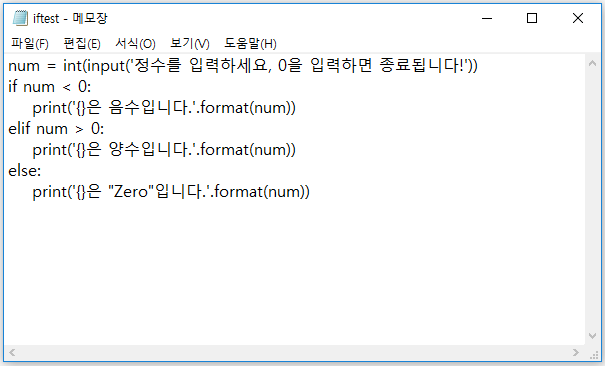 iftest - 메모장
파일(F) 편집(E) 서식(O) 보기(V) 도움말(H)
num = int(input('정수를 입력하세요, 0을 입력하면 종료됩니다!'))
if num < 0:
    print('{}은 음수입니다.'.format(num))
elif num > 0:
    print('{}은 양수입니다.'.format(num))
else:
    print('{}은 "Zero"입니다.'.format(num))